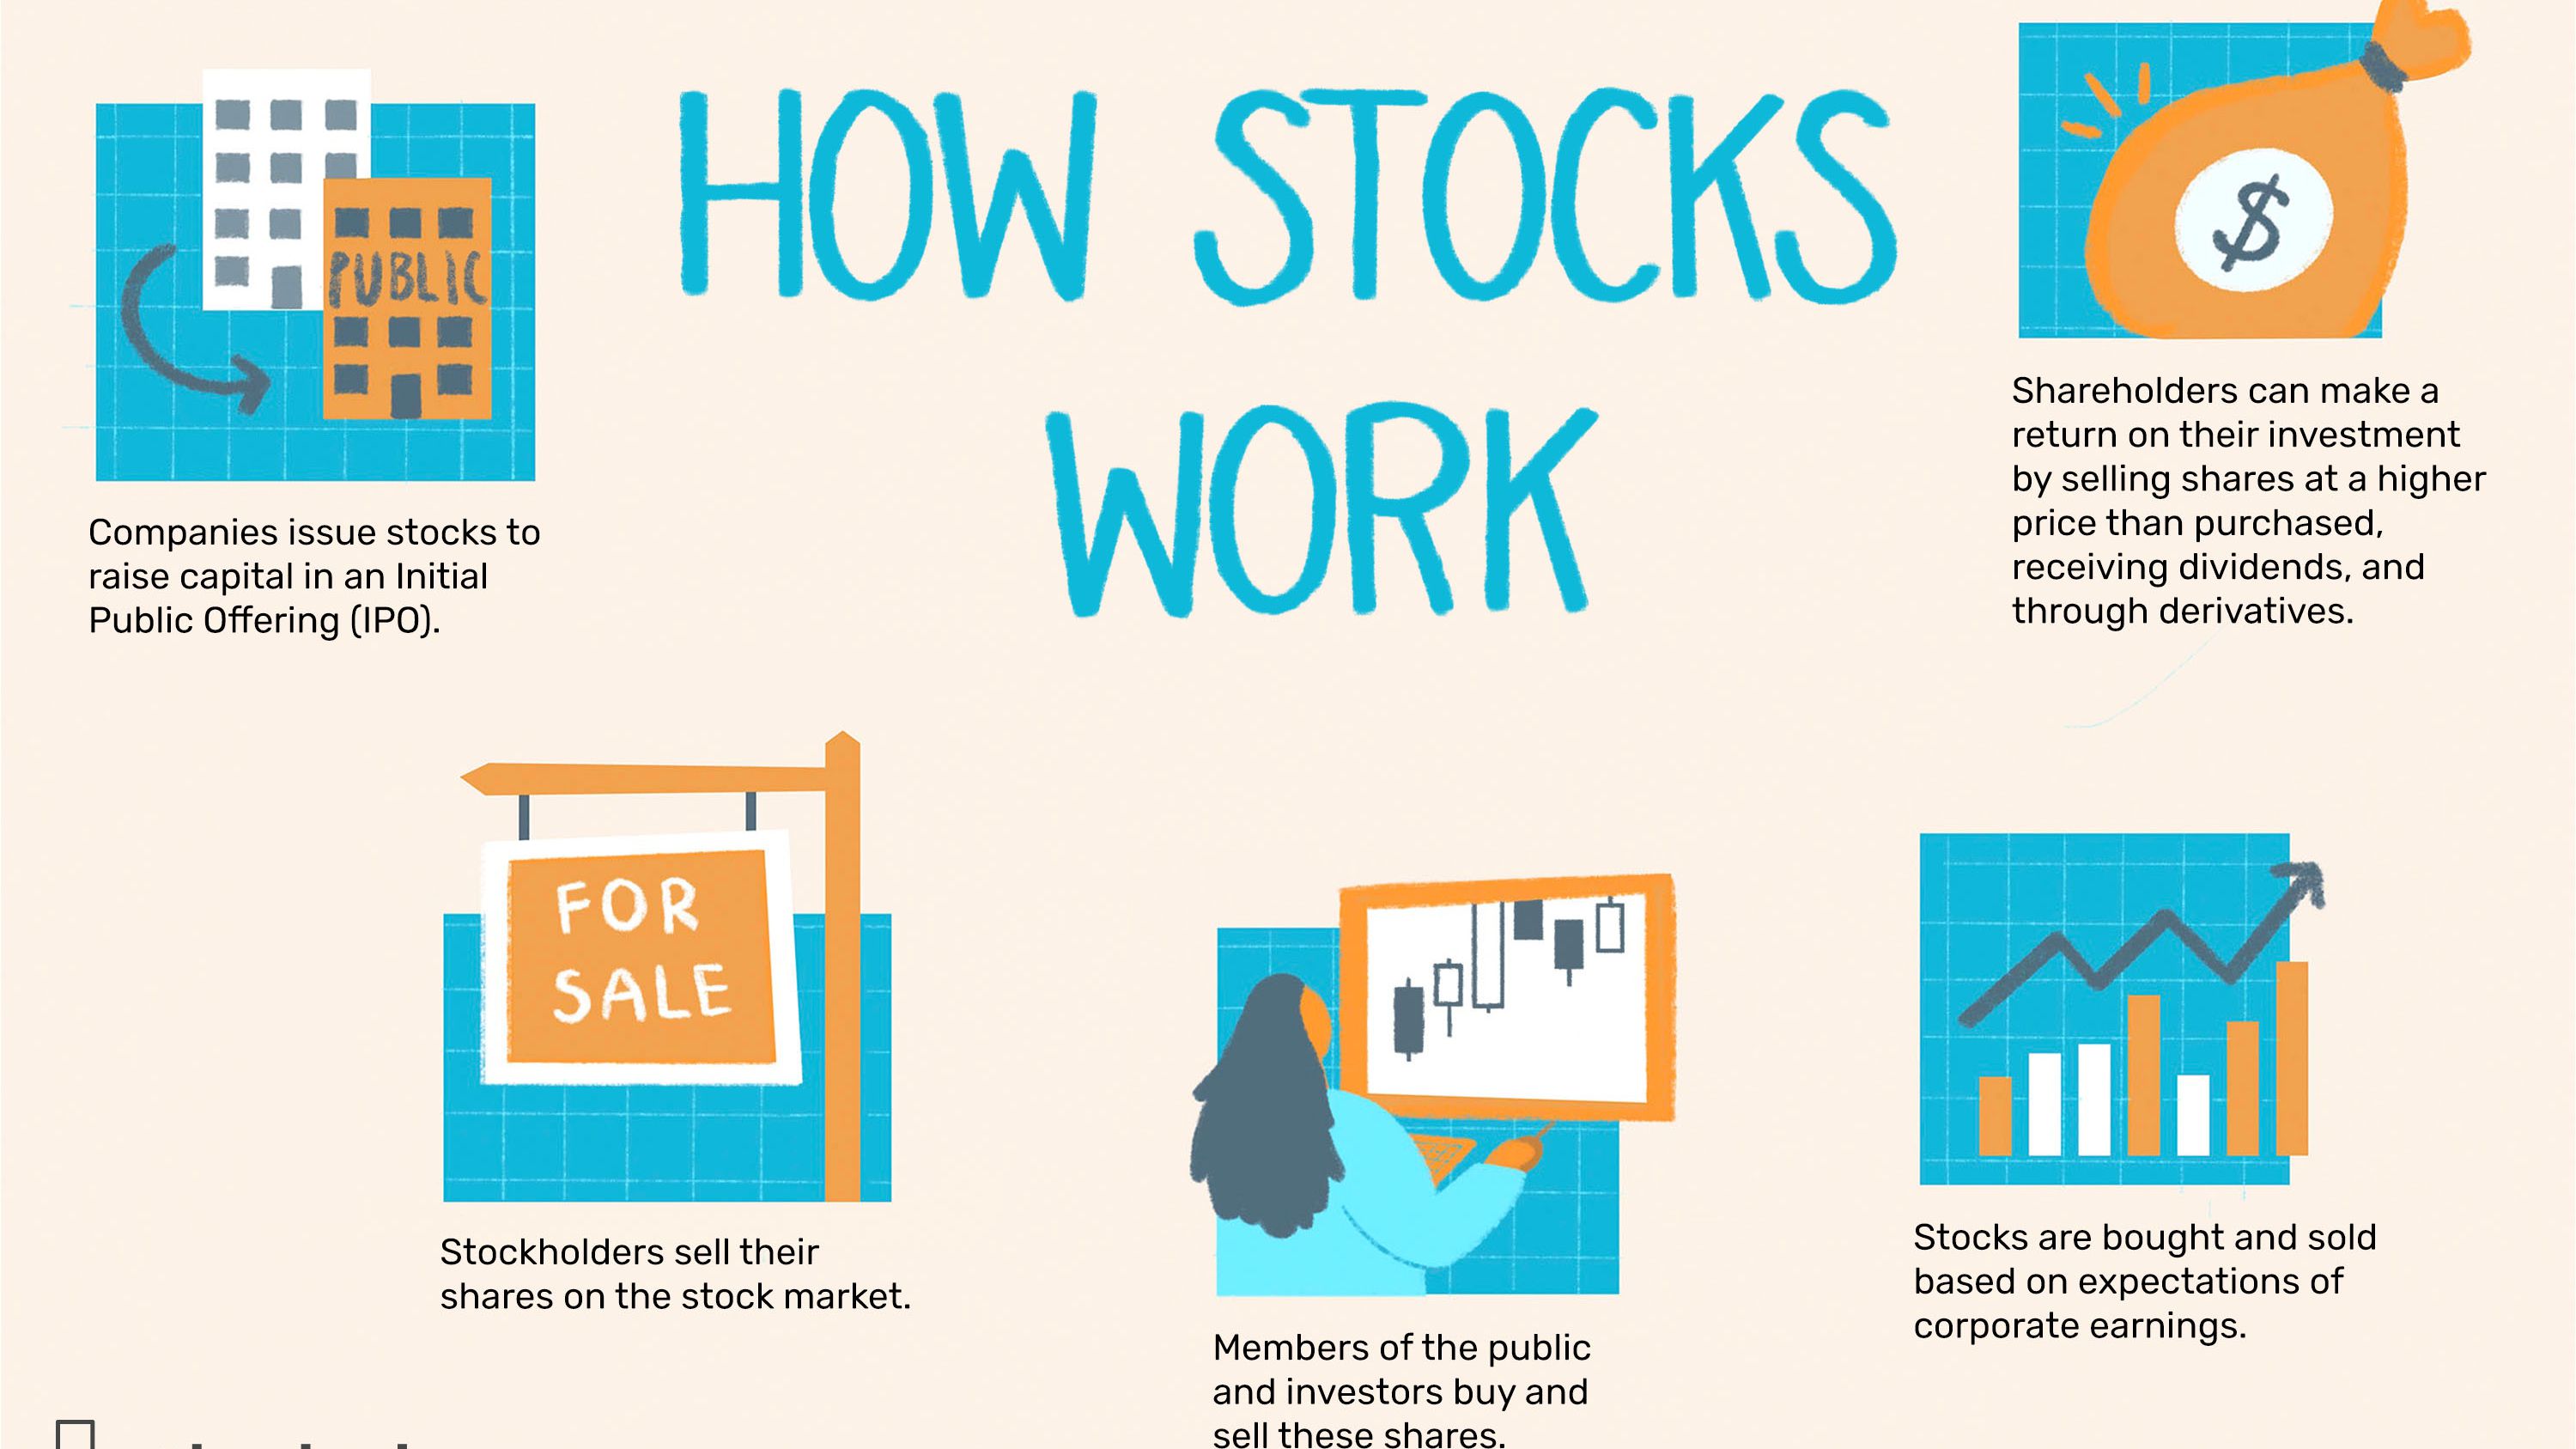 HOW STOCKS
WORK
PUBLIC
Companies issue stocks to
raise capital in an Initial
Public Offering (IPO).
FOR
SALE
Stockholders sell their
shares on the stock market.
Members of the public
and investors buy and
sell these shares.
Stocks are bought and sold
based on expectations of
corporate earnings.
$
Shareholders can make a
return on their investment
by selling shares at a higher
price than purchased,
receiving dividends, and
through derivatives.